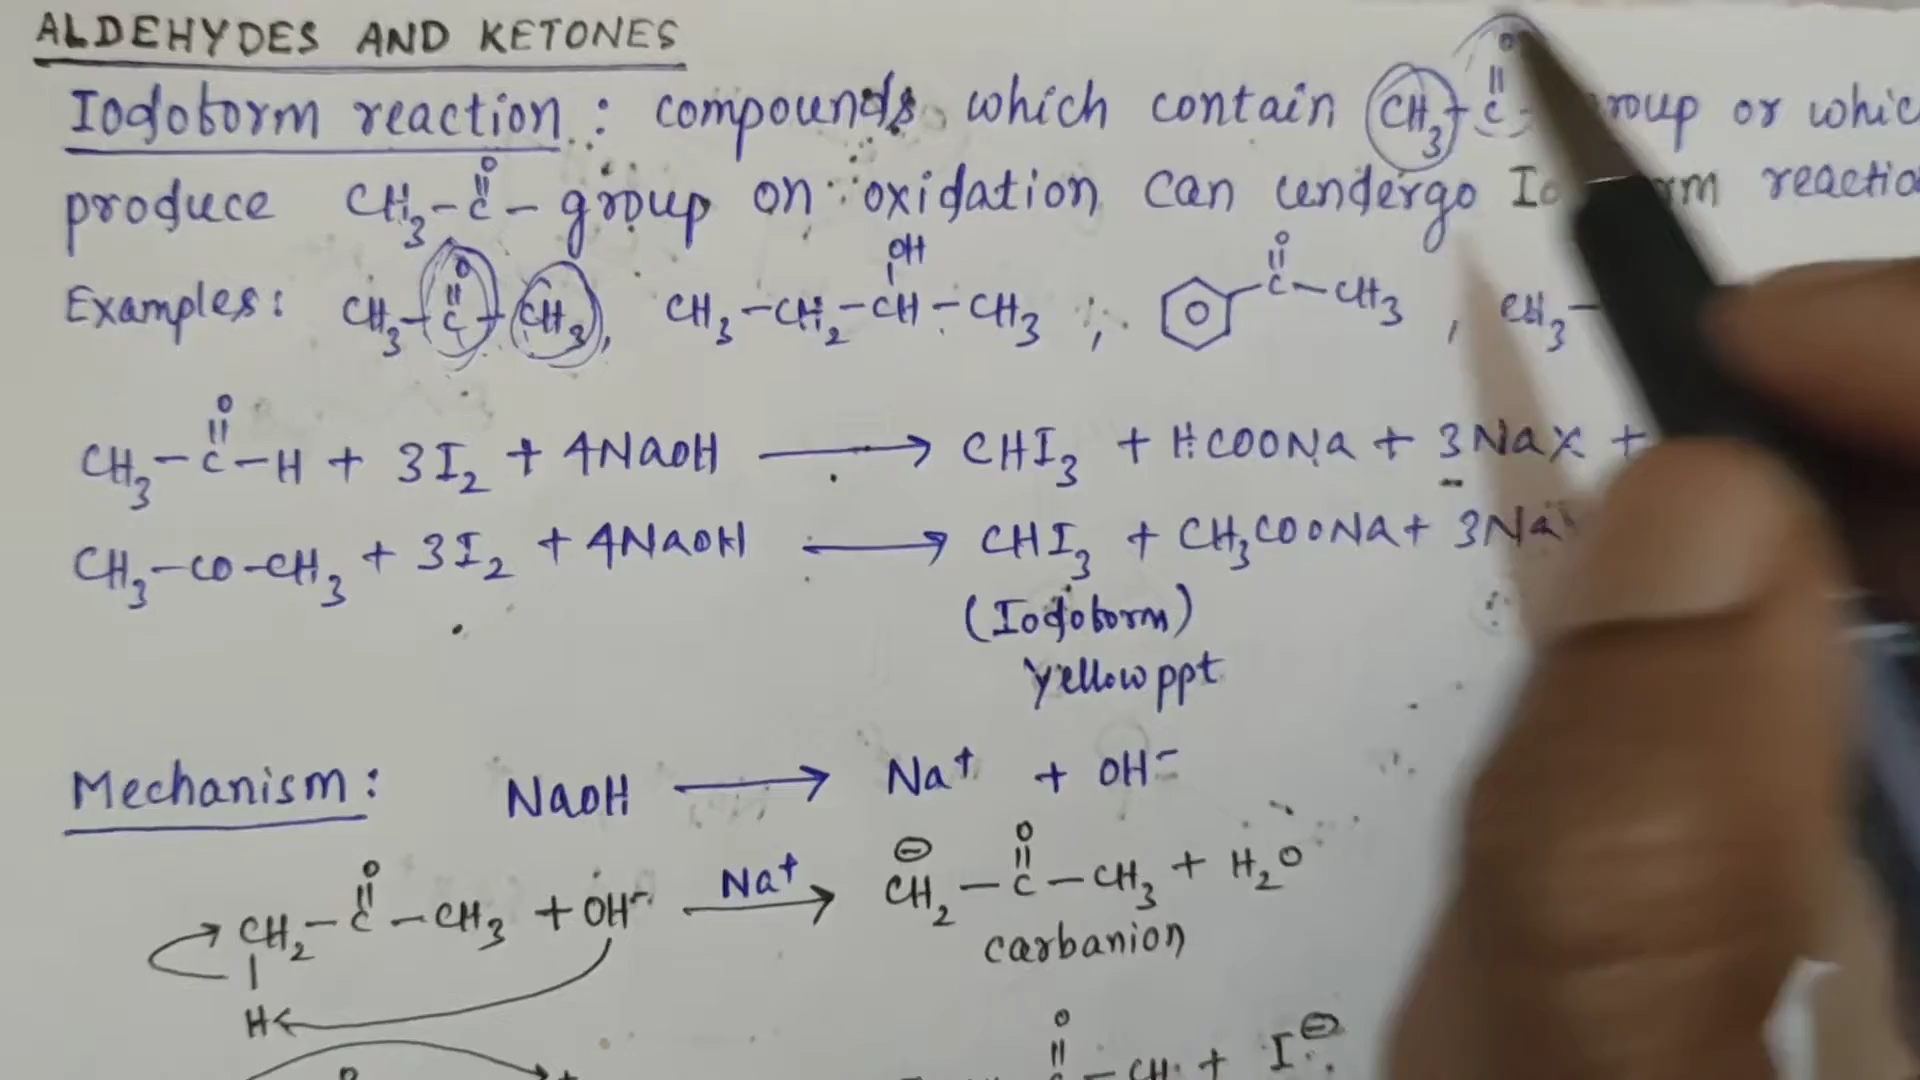 ALDEHYDES AND KETONES
O
Iodoform reaction : compounds which contain CH3-C- group or whic
O
produce CH3-C- group on oxidation can undergo reactio
O OH O
Examples: CH3-C-CH3, CH3-CH2-CH-CH3 , C-CH3 , CH3-
O
CH3-C-H + 3I2 + 4NaOH ⟶ CHI3 + HCOONa + 3NaX +
CH3-CO-CH3 + 3I2 + 4NaOH ⟶ CHI3 + CH3COONa + 3Na
(Iodoform)
yellow ppt
Mechanism: NaOH ⟶ Na+ + OH-
O ⊖ O
CH2-C-CH3 + OH- Na+ ⟶ CH2-C-CH3 + H2O
H carbanion
O
+ I⊖